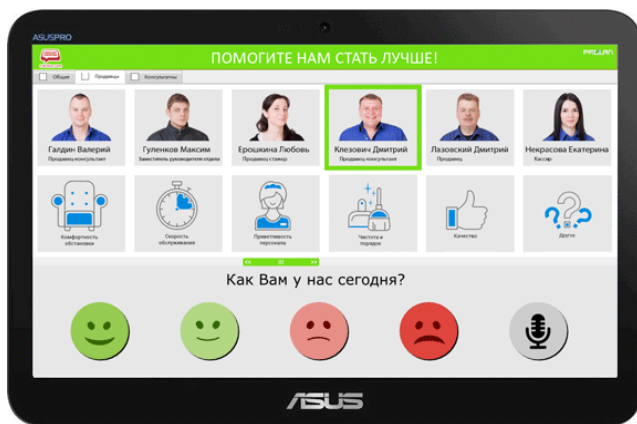 ASUSPRO
ПОМОГИТЕ НАМ СТАТЬ ЛУЧШЕ!
Общие
Продавцы
Консультанты
Галдин Валерий
Продавец-консультант
Гуленков Максим
Заместитель руководителя отдела
Ерошкина Любовь
Продавец стажер
Клезович Дмитрий
Продавец-консультант
Лазовский Дмитрий
Продавец
Некрасова Екатерина
Кассир
Комфортность
обстановки
Скорость
обслуживания
Приветливость
персонала
Чистота и
порядок
Качество
Другое
<< >>
Как Вам у нас сегодня?
ASUS